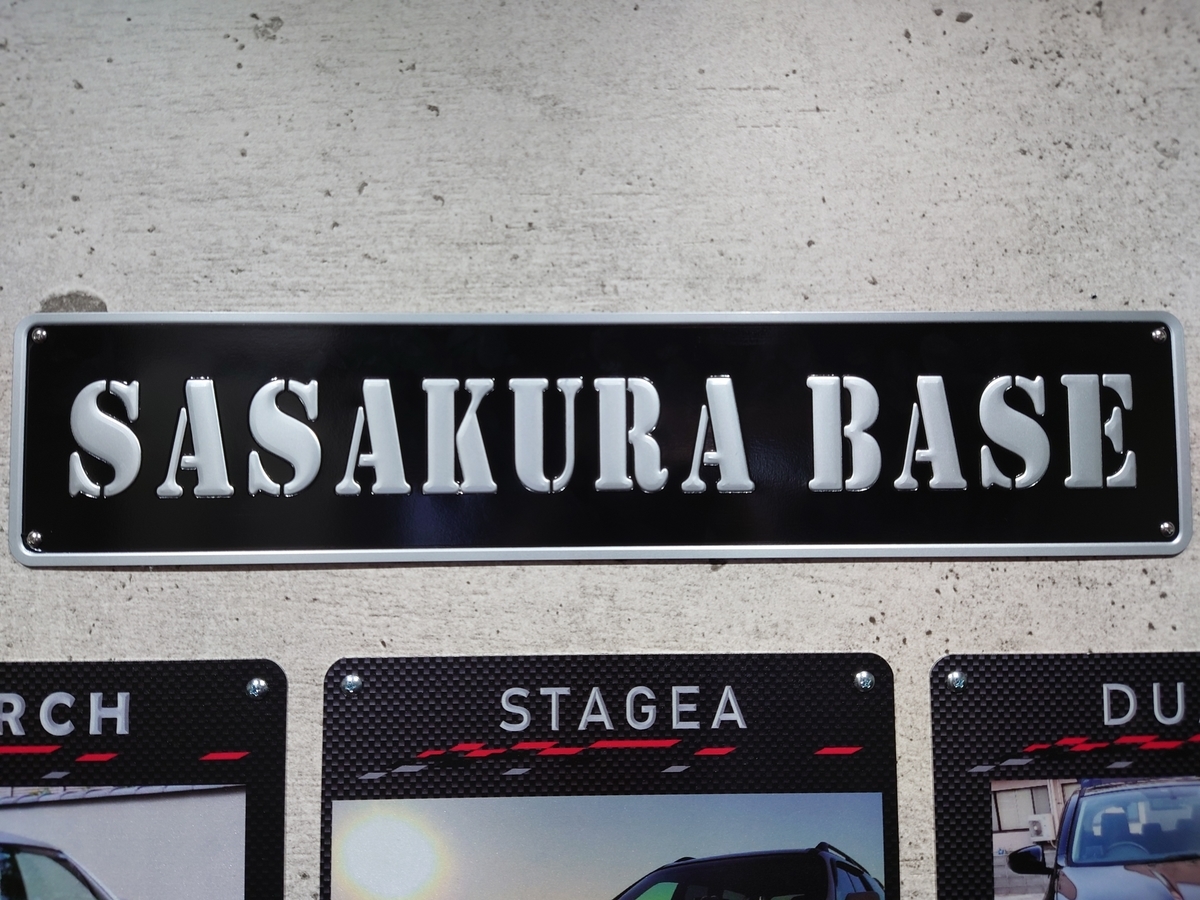 SASAKURA BASE
RCH
STAGEA
DU